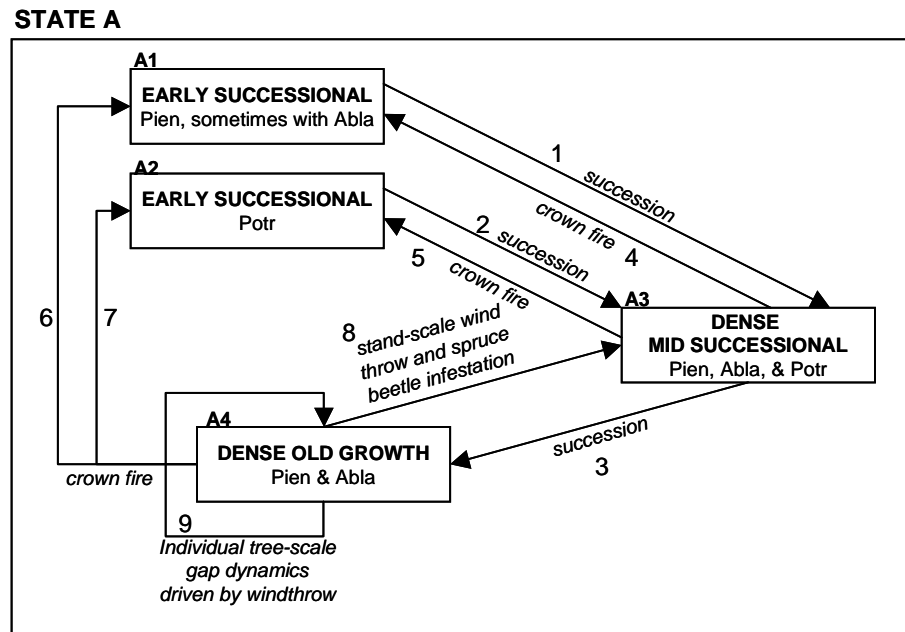 STATE A
A1
EARLY SUCCESSIONAL
Pien, sometimes with Abla
A2
EARLY SUCCESSIONAL
Potr
1
succession
crown fire
4
2
succession
5
crown fire
6
7
8
stand-scale wind
throw and spruce
beetle infestation
A3
DENSE
MID SUCCESSIONAL
Pien, Abla, & Potr
A4
DENSE OLD GROWTH
Pien & Abla
succession
3
crown fire
9
Individual tree-scale
gap dynamics
driven by windthrow